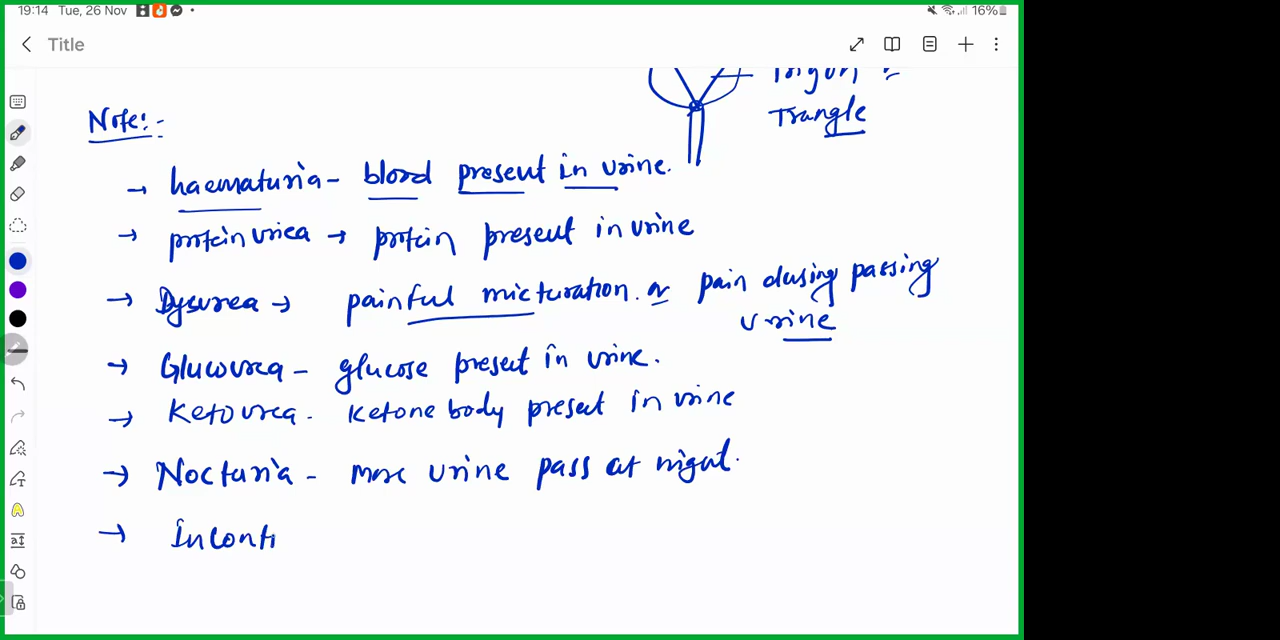 19:14 Tue, 26 Nov
16%
Title
Trangle
Note:-
→ haematuria - blood present in urine.
→ proteinurea → protein present in urine
→ Dysurea → painful micturation. or pain during passing
urine
→ Glucourea - glucose present in urine.
→ Ketourea - Ketone body present in urine
→ Nocturia - more urine pass at night.
→ Inconti